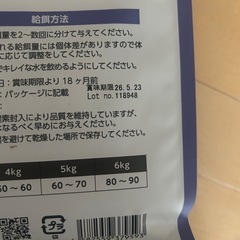 給餌方法
量を2～数回に分けて与えてください。
れる給餌量には個体差がありますので体
に応じて調整をしてください。
でキレイな水を飲めるようにしてください。
日：賞味期限より18ヶ月前
：パッケージに記載
賞味期限26.5.23
Lot no.118948
素封入により品質を維持していますが、
なるべく早めにお与えください。
を避けて乾燥した場所で保存してください。
4kg 5kg 6kg
50～60 60～70 80～90
プラ